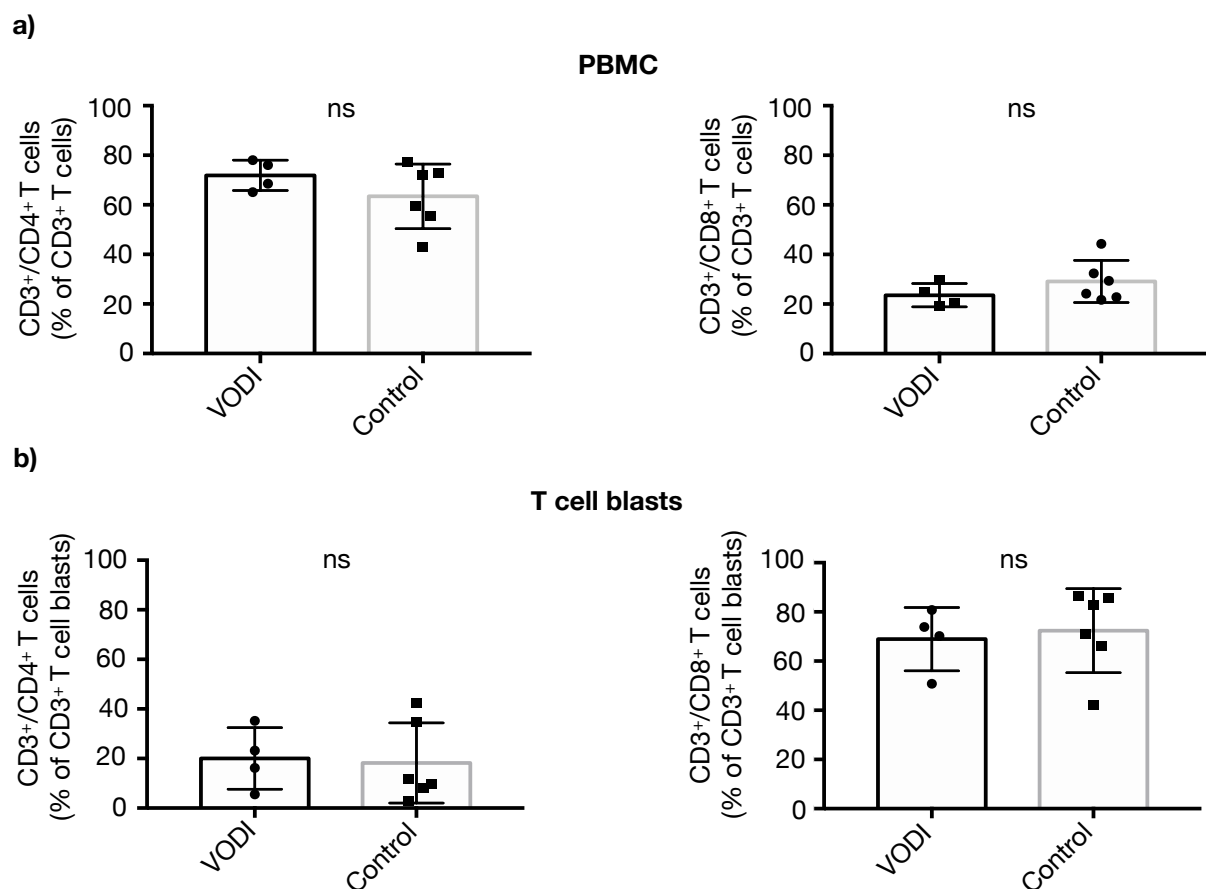 a)
PBMC
CD3⁺/CD4⁺ T cells
(% of CD3⁺ T cells)
100
80
60
40
20
0
ns
VODI
Control
CD3⁺/CD8⁺ T cells
(% of CD3⁺ T cells)
100
80
60
40
20
0
ns
VODI
Control
b)
T cell blasts
CD3⁺/CD4⁺ T cells
(% of CD3⁺ T cell blasts)
100
80
60
40
20
0
ns
VODI
Control
CD3⁺/CD8⁺ T cells
(% of CD3⁺ T cell blasts)
100
80
60
40
20
0
ns
VODI
Control